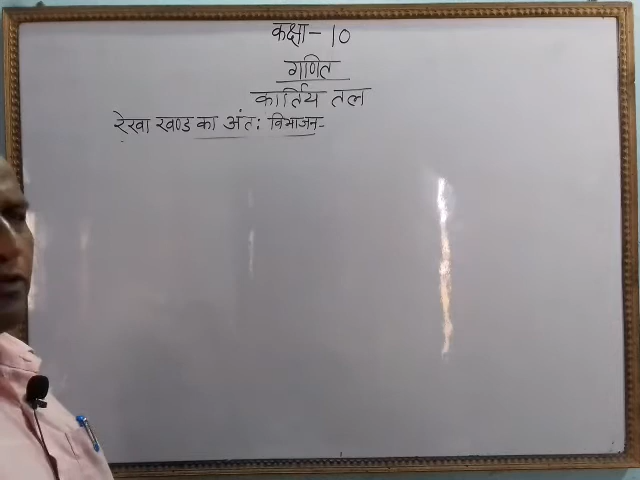 कक्षा - 10
गणित
कार्तिय तल
रेखा खण्ड का अंत: विभाजन-